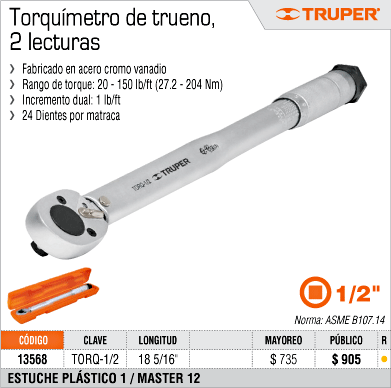 Torquímetro de trueno,
2 lecturas
TRUPER
Fabricado en acero cromo vanadio
Rango de torque: 20 - 150 lb/ft (27.2 - 204 Nm)
Incremento dual: 1 lb/ft
24 Dientes por matraca
TORQ-1/2 TRUPER
1/2"
Norma: ASME B107.14
CÓDIGO CLAVE LONGITUD MAYOREO PÚBLICO R
13568 TORQ-1/2 18 5/16" $ 735 $ 905
ESTUCHE PLÁSTICO 1 / MASTER 12